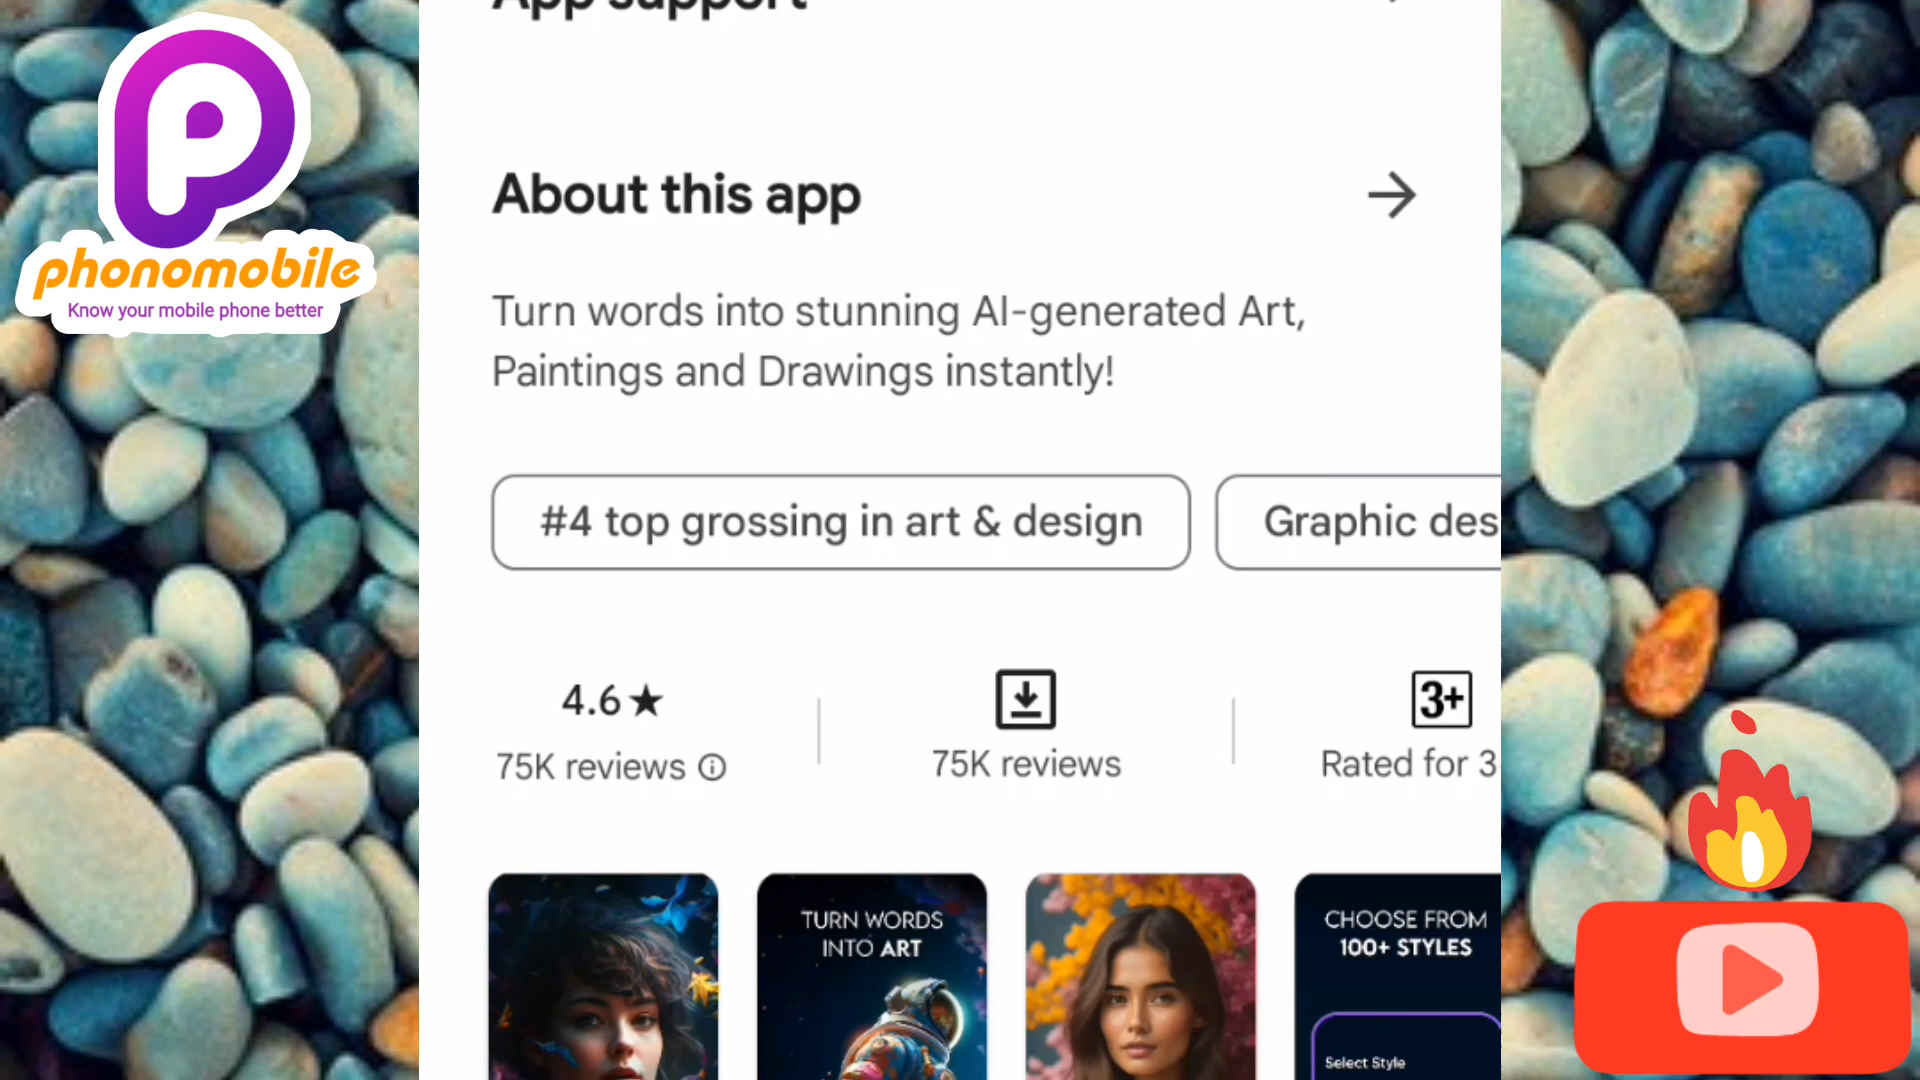 App support
phonomobile
Know your mobile phone better
About this app
Turn words into stunning AI-generated Art,
Paintings and Drawings instantly!
#4 top grossing in art & design
Graphic des
4.6★
75K reviews
75K reviews
3+
Rated for 3
TURN WORDS
INTO ART
CHOOSE FROM
100+ STYLES
Select Style